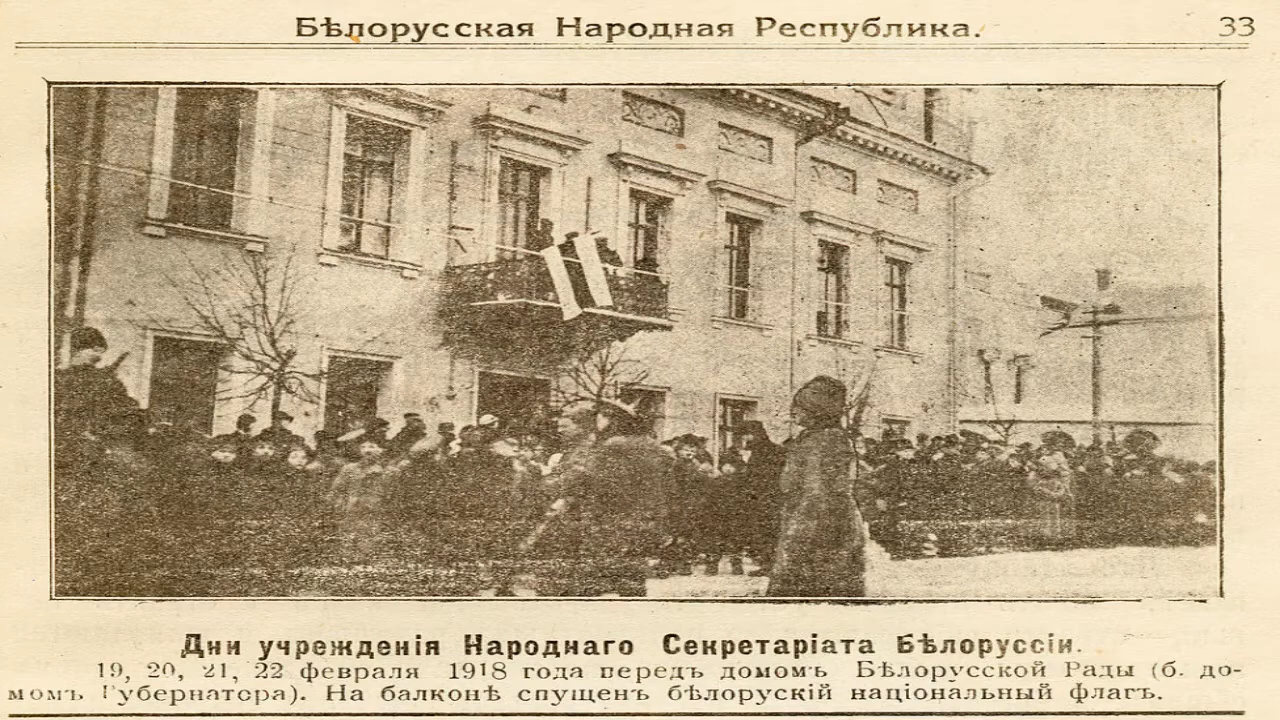 Бѣлорусская Народная Республика.
33
Дни учрежденія Народнаго Секретаріата Бѣлоруссіи.
19, 20, 21, 22 февраля 1918 года передъ домомъ Бѣлорусской Рады (б. до-
момъ Губернатора). На балконѣ спущенъ бѣлорускій національный флагъ.